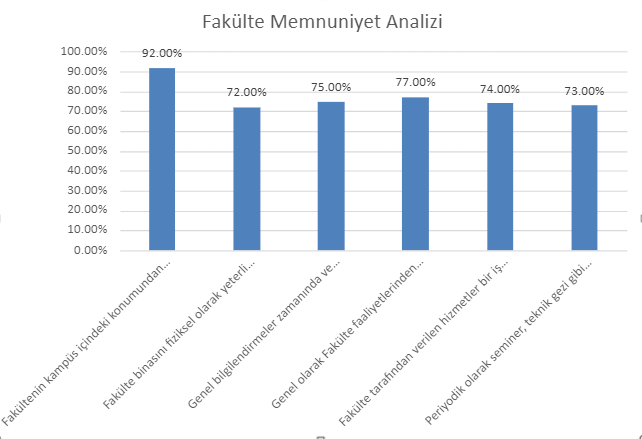 Fakülte Memnuniyet Analizi
100.00%
90.00%
80.00%
70.00%
60.00%
50.00%
40.00%
30.00%
20.00%
10.00%
0.00%
92.00%
72.00%
75.00%
77.00%
74.00%
73.00%
Fakültenin kampüs içindeki konumundan...
Fakülte binasını fiziksel olarak yeterli...
Genel bilgilendirmeler zamanında ve...
Genel olarak Fakülte faaliyetlerinden...
Fakülte tarafından verilen hizmetler bir iş...
Periyodik olarak seminer, teknik gezi gibi...